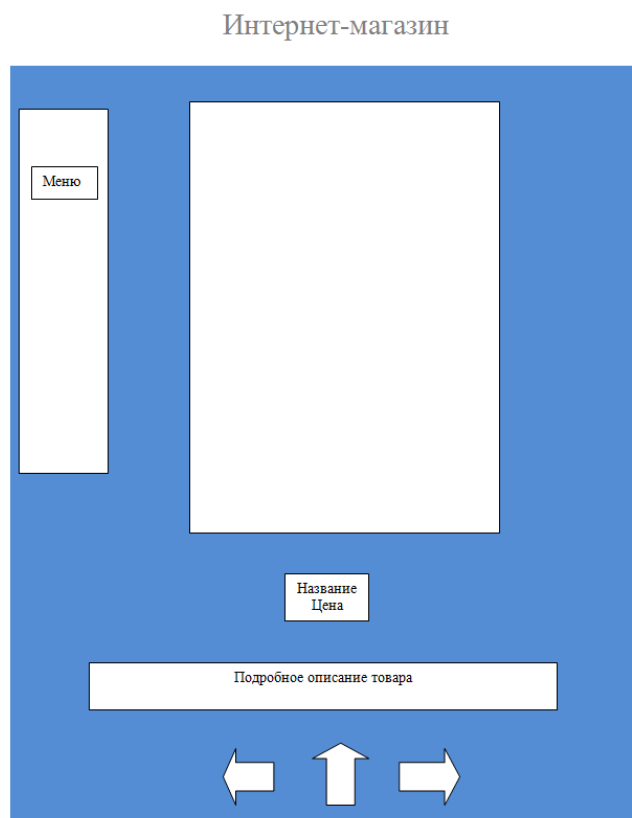 Интернет-магазин
Меню
Название
Цена
Подробное описание товара